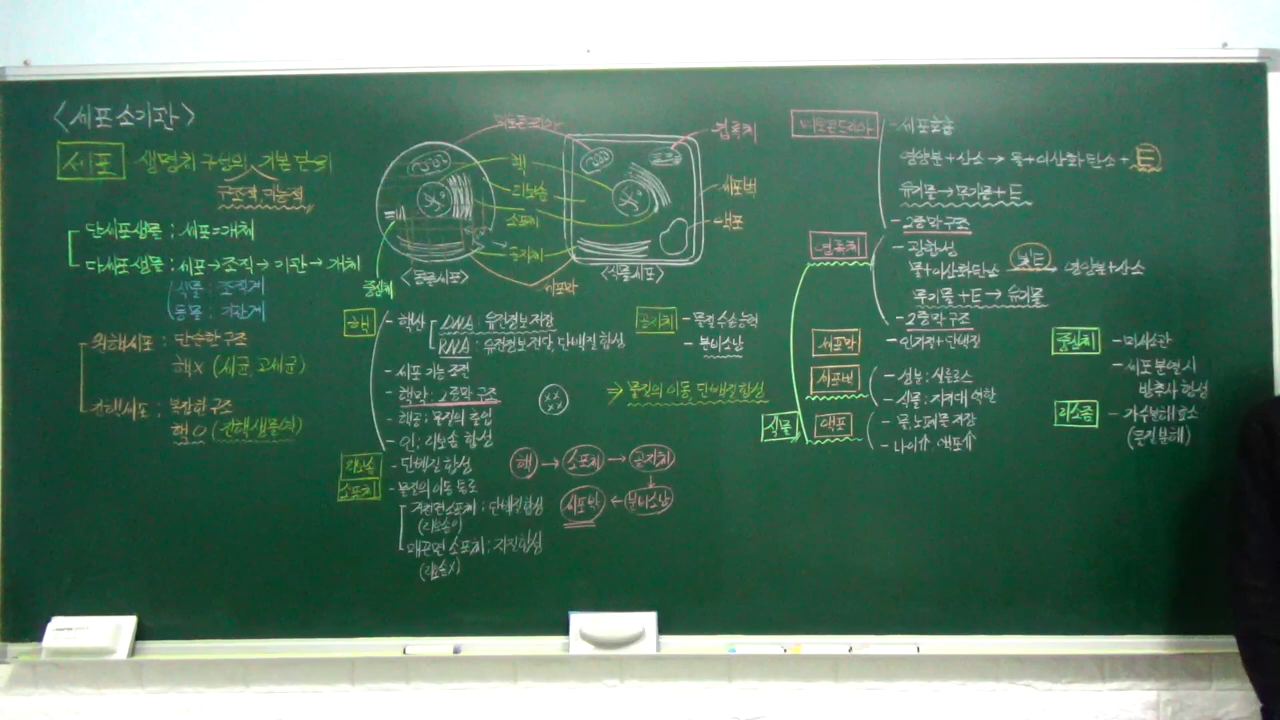 <세포 소기관>
세포 생명체 구성의 기본 단위
구조적, 기능적
단세포생물 : 세포=개체
다세포생물 : 세포→조직→기관→개체
식물 : 조직계
동물 : 기관계
원핵세포 : 단순한 구조
핵X (세균, 고세균)
진핵세포 : 복잡한 구조
핵O (진핵생물역)
미토콘드리아
엽록체
핵
리보솜
세포벽
소포체
액포
골지체
<동물세포>
<식물세포>
중심체
세포막
핵 - 핵산
DNA : 유전정보 저장
RNA : 유전정보 전달, 단백질 합성
- 세포 기능 조절
- 핵막 : 2중막 구조
- 핵공 : 물질의 출입
- 인 : 리보솜 합성
리보솜 - 단백질 합성
소포체 - 물질의 이동 통로
거친면 소포체 : 단백질 합성
(리보솜O)
매끈면 소포체 : 지질 합성
(리보솜X)
골지체 - 물질 수송 능력
- 분비소낭
⇒ 물질의 이동, 단백질 합성
핵 → 소포체 → 골지체
↓
세포막 ← 분비소낭
미토콘드리아 - 세포호흡
영양분+산소 → 물+이산화탄소+E
유기물 → 무기물+E
- 2중막 구조
엽록체 - 광합성
물+이산화탄소 빛E → 영양분+산소
무기물+E → 유기물
- 2중막 구조
세포막 - 인지질+단백질
세포벽 - 성분 : 셀룰로스
- 식물 : 지지대 역할
식물
액포 - 물, 노폐물 저장
- 나이⇑, 액포⇑
중심체 - 미세소관
- 세포 분열시
방추사 형성
리소좀 - 가수분해효소
(물질분해)